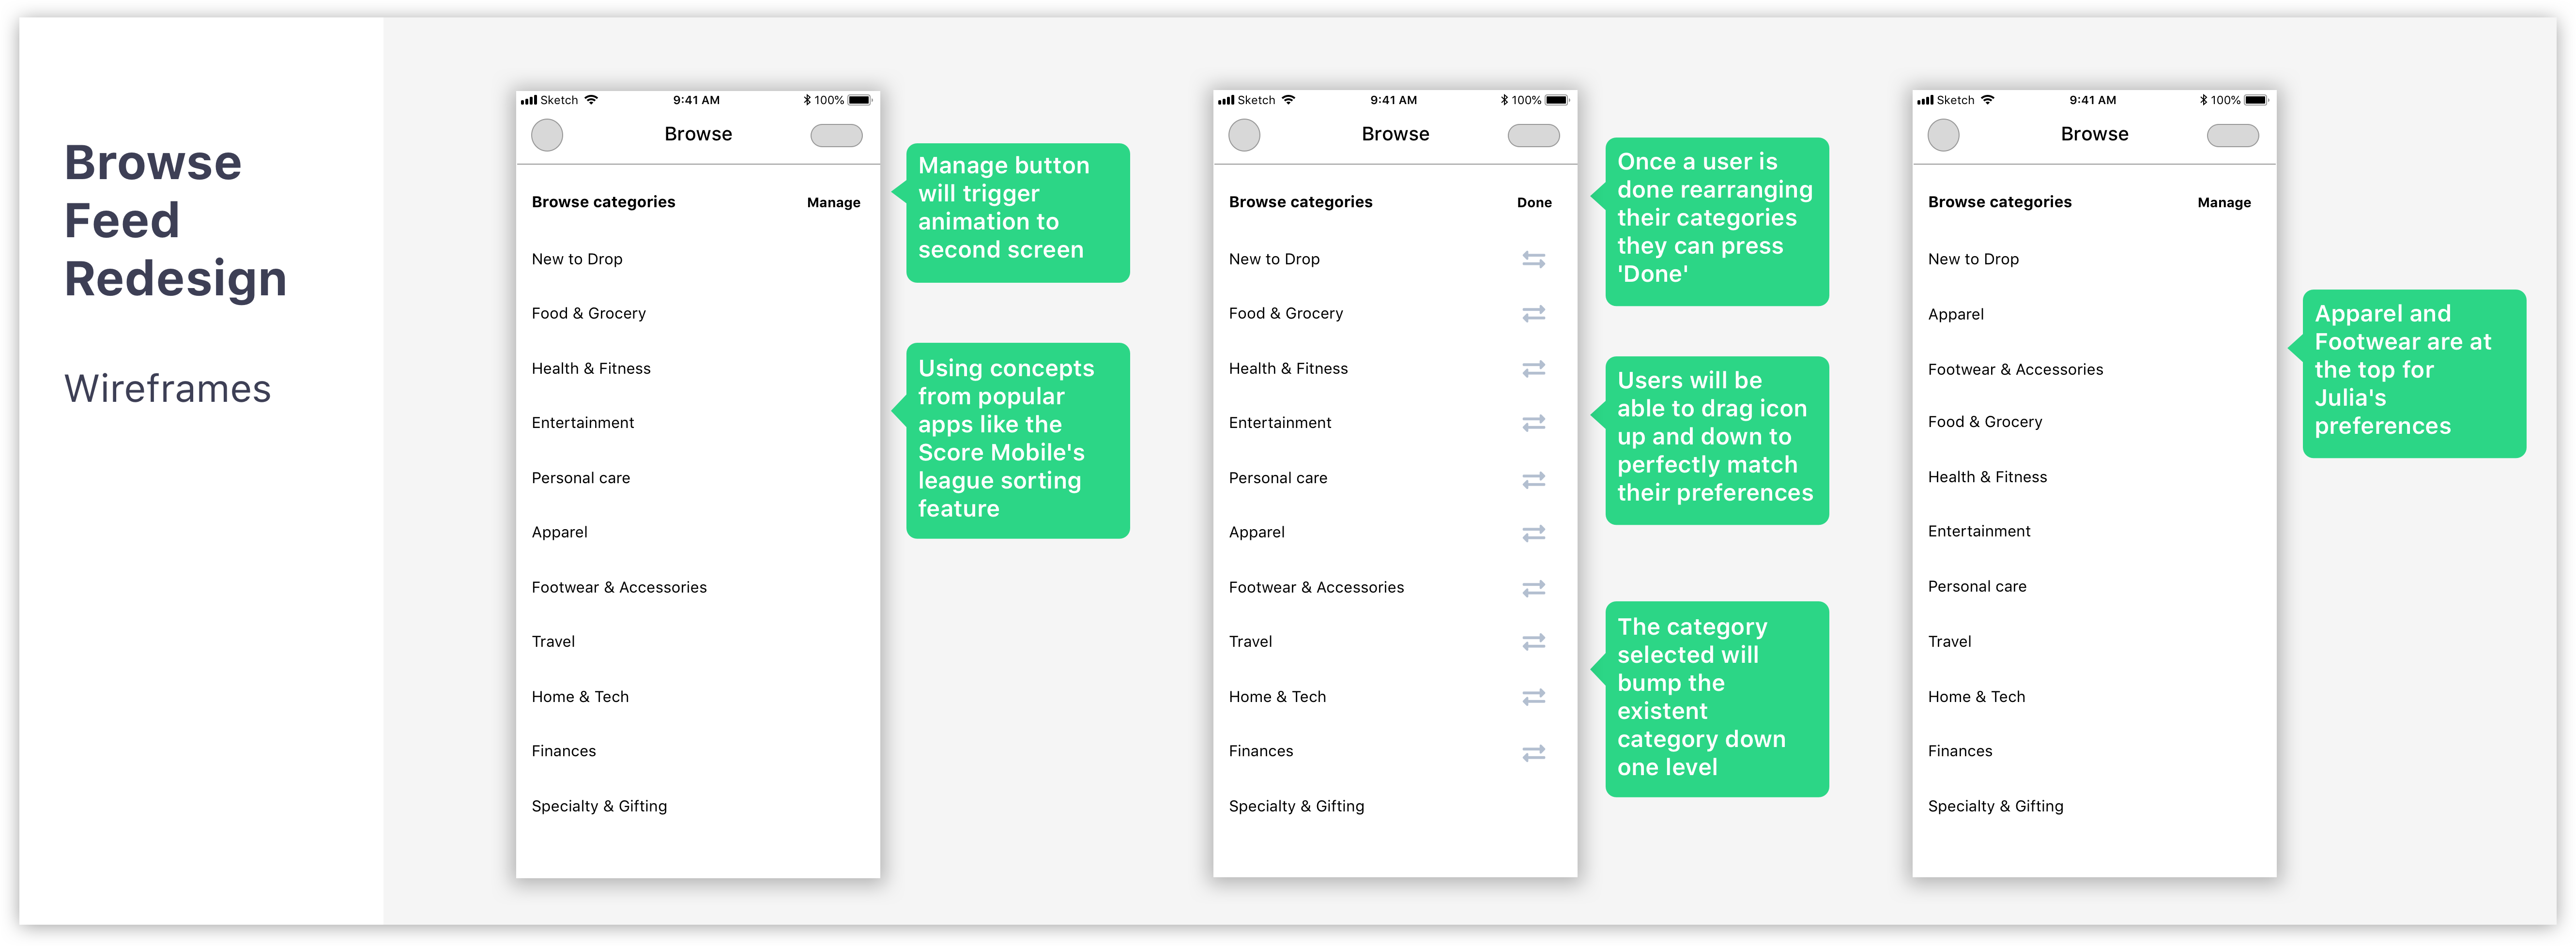 Browse
Feed
Redesign
Wireframes
Sketch 9:41 AM 100%
Browse
Browse categories Manage
New to Drop
Food & Grocery
Health & Fitness
Entertainment
Personal care
Apparel
Footwear & Accessories
Travel
Home & Tech
Finances
Specialty & Gifting
Manage button
will trigger
animation to
second screen
Using concepts
from popular
apps like the
Score Mobile's
league sorting
feature
Sketch 9:41 AM 100%
Browse
Browse categories Done
New to Drop
Food & Grocery
Health & Fitness
Entertainment
Personal care
Apparel
Footwear & Accessories
Travel
Home & Tech
Finances
Specialty & Gifting
Once a user is
done rearranging
their categories
they can press
'Done'
Users will be
able to drag icon
up and down to
perfectly match
their preferences
The category
selected will
bump the
existent
category down
one level
Sketch 9:41 AM 100%
Browse
Browse categories Manage
New to Drop
Apparel
Footwear & Accessories
Food & Grocery
Health & Fitness
Entertainment
Personal care
Travel
Home & Tech
Finances
Specialty & Gifting
Apparel and
Footwear are at
the top for
Julia's
preferences